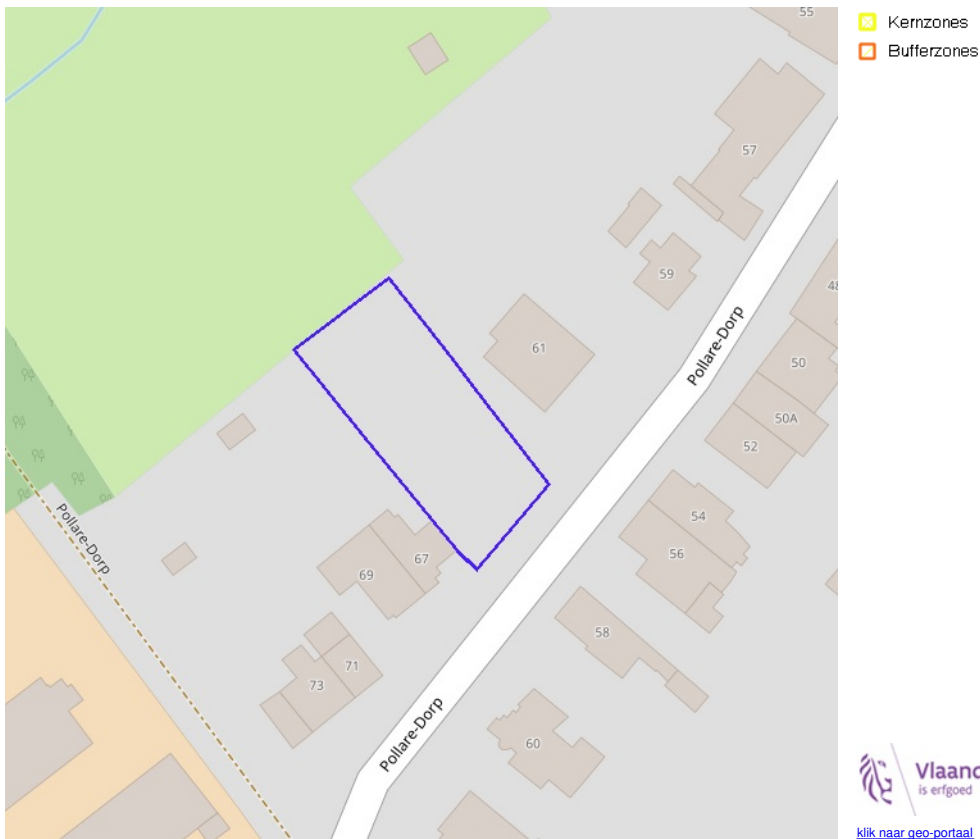 55
Kernzones
Bufferzones
57
59
48
61
Pollare-Dorp
50
50A
52
54
56
Pollare-Dorp
67
69
58
71
73
60
Pollare-Dorp
Vlaanc
is erfgoed
klik naar geo-portaal